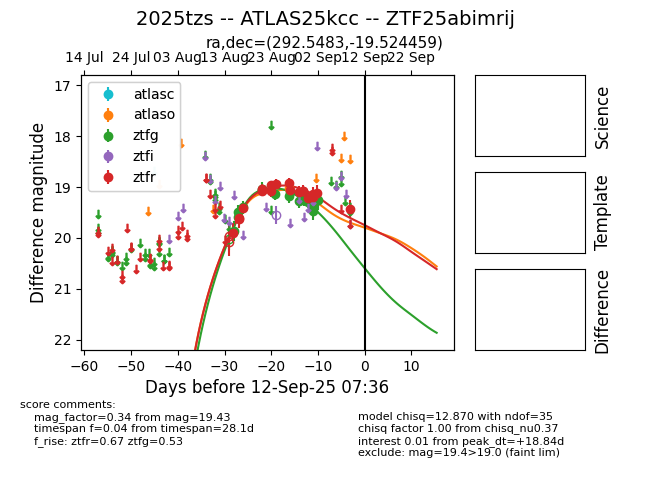 2025tzs -- ATLAS25kcc -- ZTF25abimrij
ra,dec=(292.5483,-19.524459)
14 Jul 24 Jul 03 Aug 13 Aug 23 Aug 02 Sep 12 Sep 22 Sep
17
18
19
20
21
22
Difference magnitude
atlasc
atlaso
ztfg
ztfi
ztfr
−60 −50 −40 −30 −20 −10 0 10
Days before 12-Sep-25 07:36
Science
Template
Difference
score comments:
mag_factor=0.34 from mag=19.43
timespan f=0.04 from timespan=28.1d
f_rise: ztfr=0.67 ztfg=0.53
model chisq=12.870 with ndof=35
chisq factor 1.00 from chisq_nu0.37
interest 0.01 from peak_dt=+18.84d
exclude: mag=19.4>19.0 (faint lim)